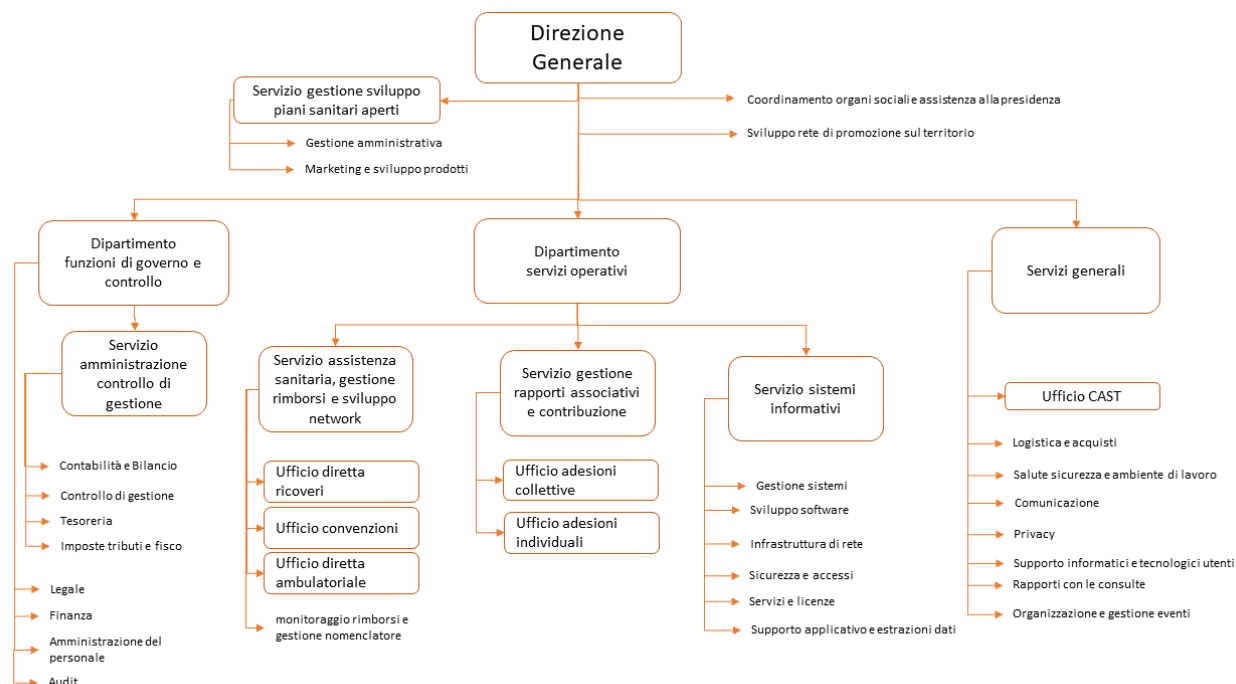 Direzione
Generale
Servizio gestione sviluppo
piani sanitari aperti
Gestione amministrativa
Marketing e sviluppo prodotti
Coordinamento organi sociali e assistenza alla presidenza
Sviluppo rete di promozione sul territorio
Dipartimento
funzioni di governo e
controllo
Servizio
amministrazione
controllo di
gestione
Contabilità e Bilancio
Controllo di gestione
Tesoreria
Imposte tributi e fisco
Legale
Finanza
Amministrazione del
personale
Audit
Dipartimento
servizi operativi
Servizio assistenza
sanitaria, gestione
rimborsi e sviluppo
network
Ufficio diretta
ricoveri
Ufficio convenzioni
Ufficio diretta
ambulatoriale
monitoraggio rimborsi e
gestione nomenclatore
Servizio gestione
rapporti associativi
e contribuzione
Ufficio adesioni
collettive
Ufficio adesioni
individuali
Servizio sistemi
informativi
Gestione sistemi
Sviluppo software
Infrastruttura di rete
Sicurezza e accessi
Servizi e licenze
Supporto applicativo e estrazioni dati
Servizi generali
Ufficio CAST
Logistica e acquisti
Salute sicurezza e ambiente di lavoro
Comunicazione
Privacy
Supporto informatici e tecnologici utenti
Rapporti con le consulte
Organizzazione e gestione eventi